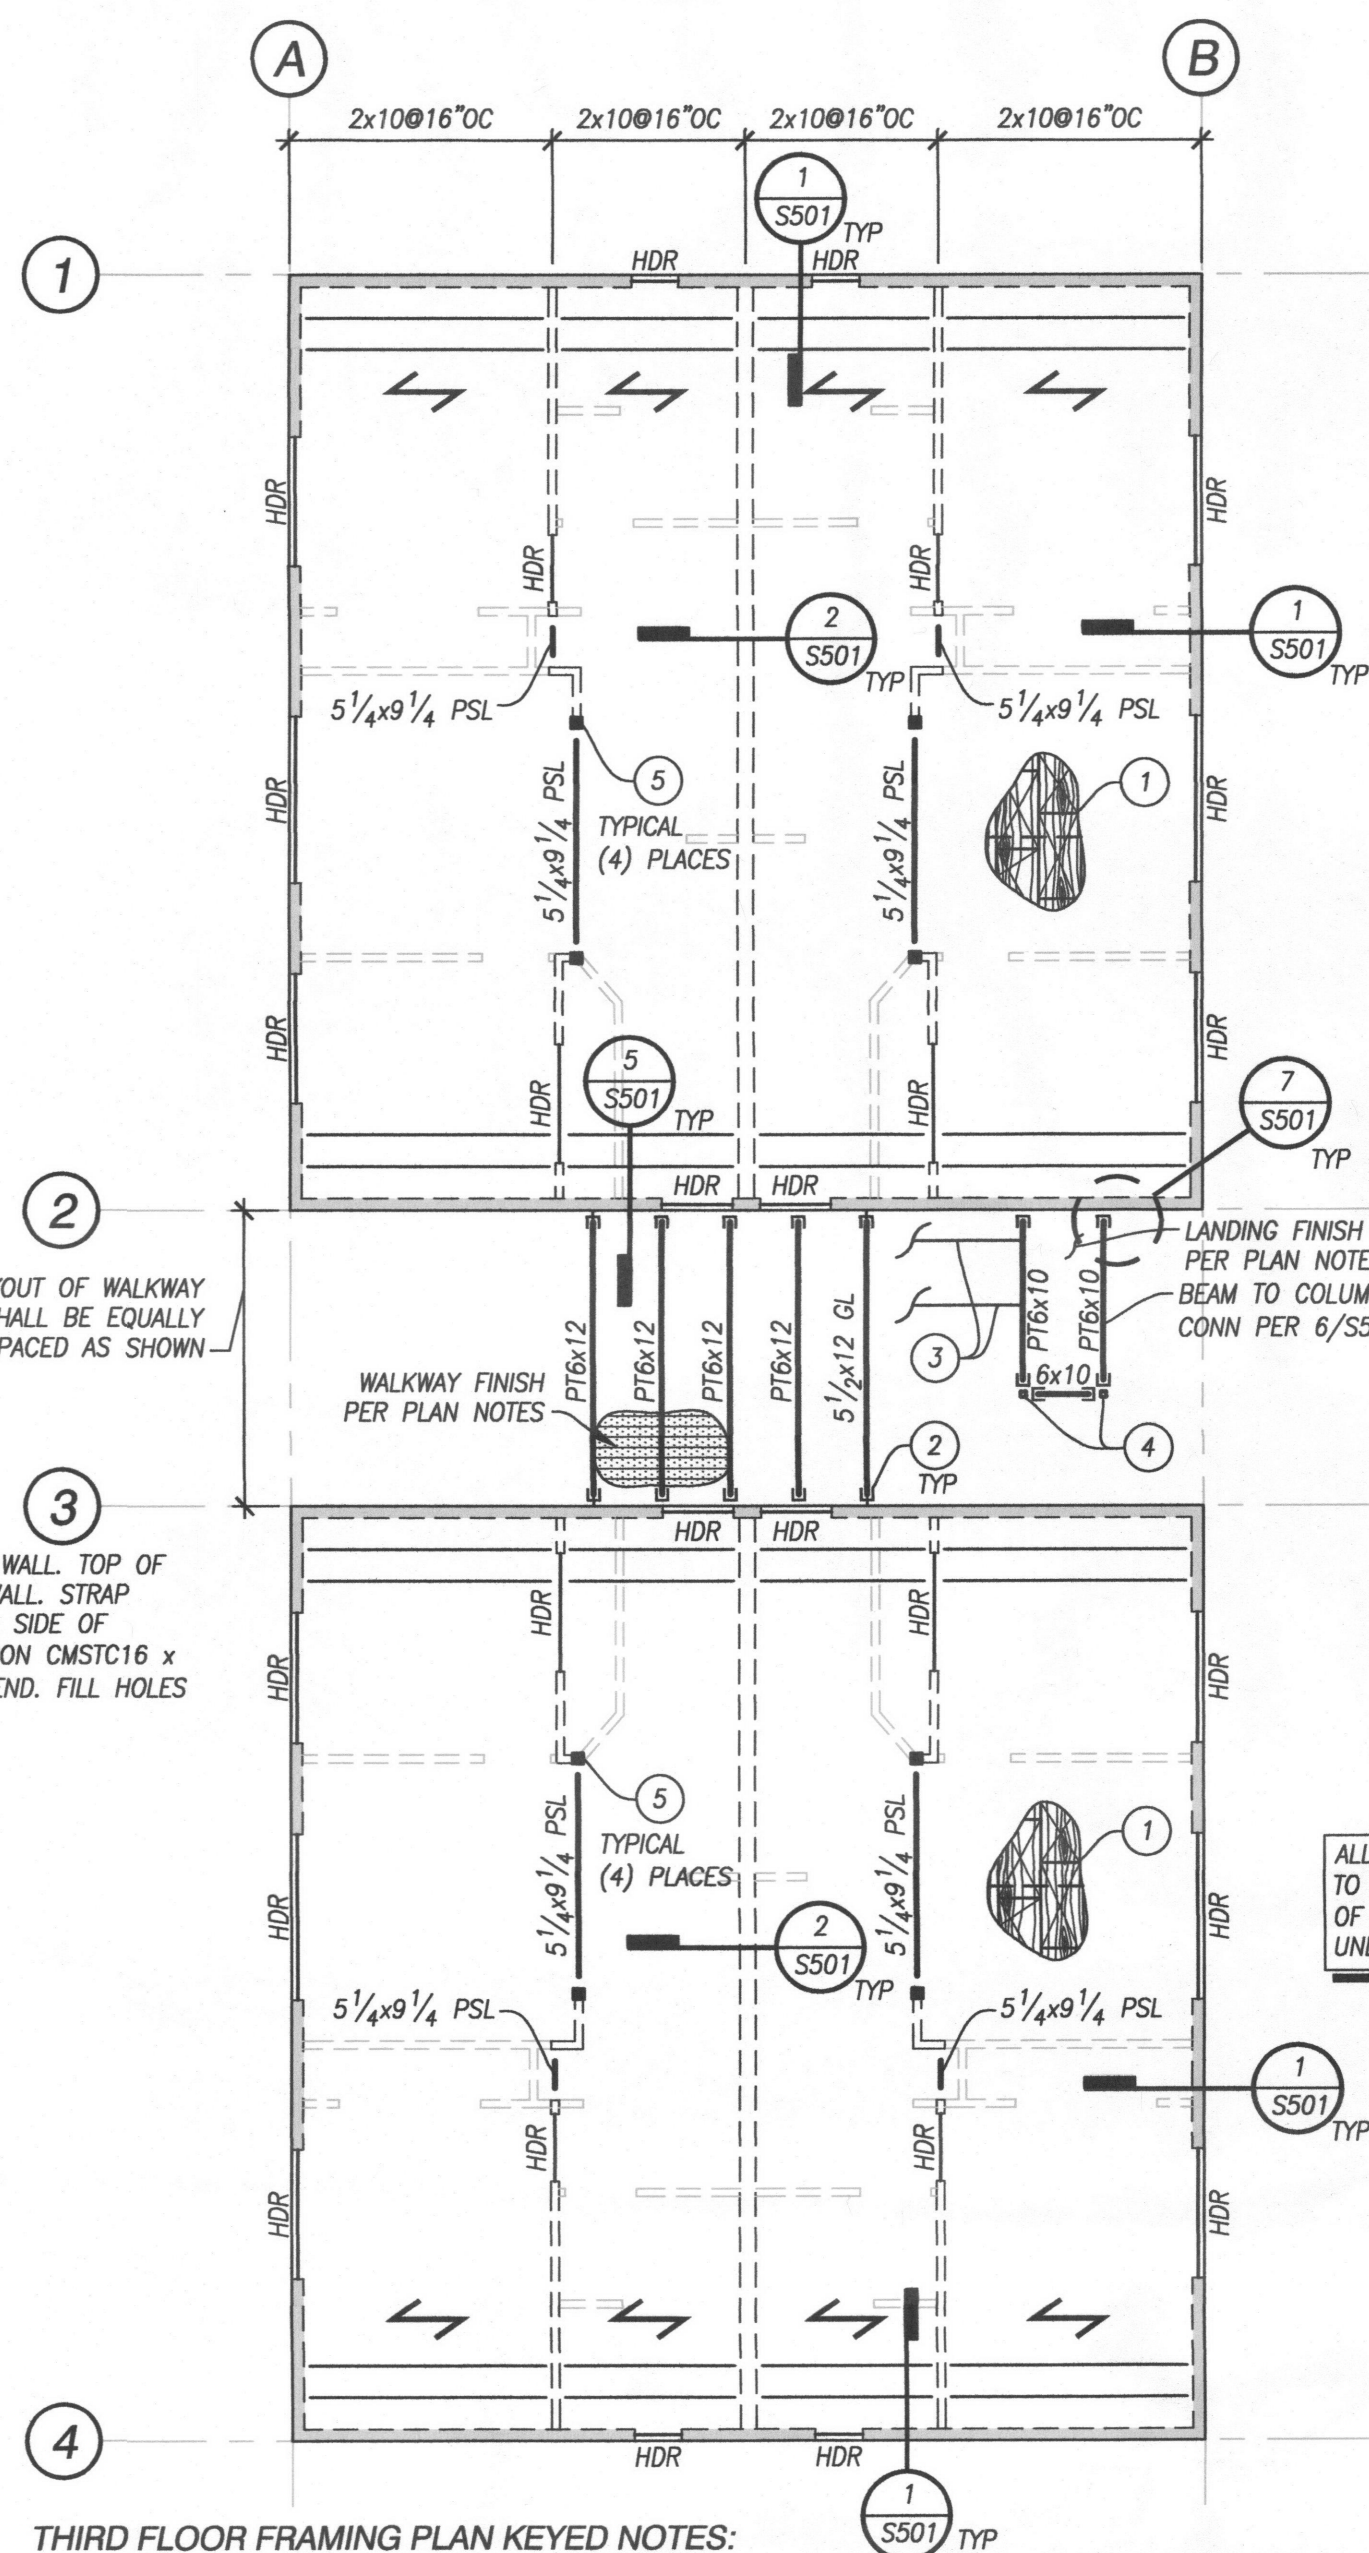 A
B
2x10@16"OC
2x10@16"OC
2x10@16"OC
2x10@16"OC
1
S501
TYP
1
HDR
HDR
HDR
HDR
HDR
HDR
2
S501
TYP
1
S501
TYP
5 1/4x9 1/4 PSL
5 1/4x9 1/4 PSL
5
TYPICAL
(4) PLACES
5 1/4x9 1/4 PSL
5 1/4x9 1/4 PSL
1
HDR
HDR
HDR
HDR
HDR
HDR
5
S501
TYP
7
S501
TYP
2
HDR
HDR
LANDING FINISH
PER PLAN NOTE
BEAM TO COLUM
CONN PER 6/S5
OUT OF WALKWAY
HALL BE EQUALLY
PACED AS SHOWN
PT6x12
PT6x12
PT6x12
PT6x12
5 1/2x12 GL
PT6x10
PT6x10
3
6x10
4
WALKWAY FINISH
PER PLAN NOTES
2
TYP
3
HDR
HDR
WALL. TOP OF
WALL. STRAP
SIDE OF
ON CMSTC16 x
END. FILL HOLES
HDR
HDR
HDR
HDR
5
TYPICAL
(4) PLACES
5 1/4x9 1/4 PSL
5 1/4x9 1/4 PSL
1
ALL
TO
OF
HDR
HDR
2
S501
TYP
5 1/4x9 1/4 PSL
5 1/4x9 1/4 PSL
1
S501
TYP
HDR
HDR
HDR
HDR
4
HDR
HDR
1
S501
TYP
THIRD FLOOR FRAMING PLAN KEYED NOTES: